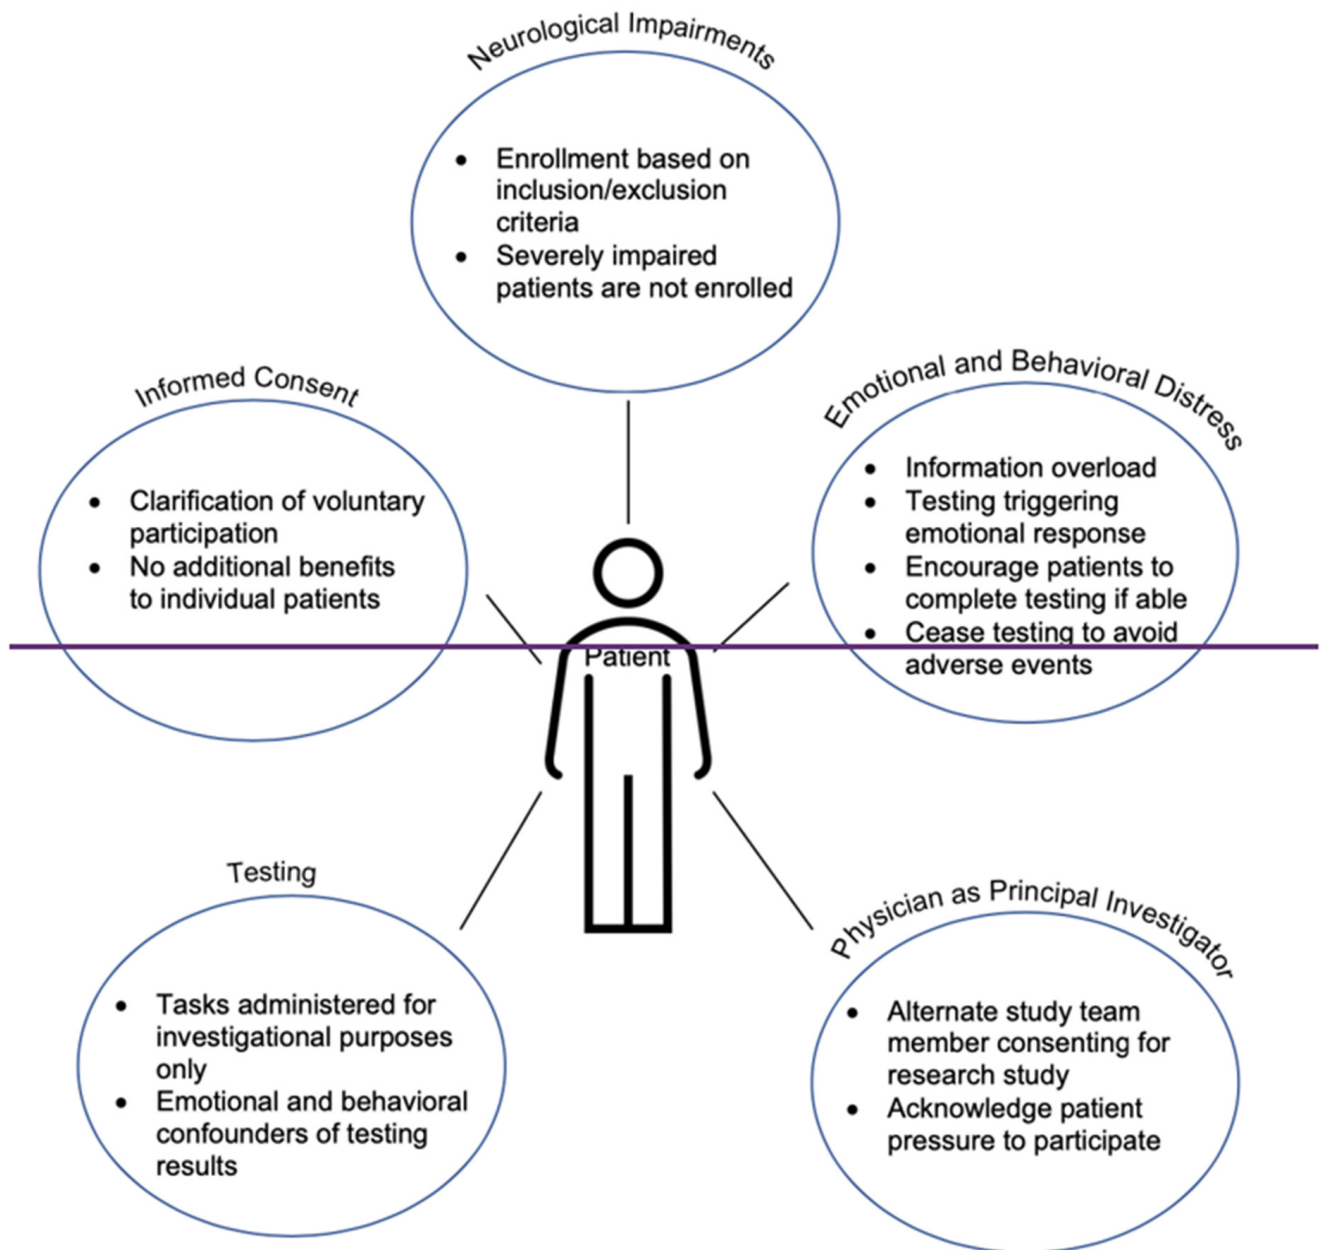 Neurological Impairments
• Enrollment based on
inclusion/exclusion
criteria
• Severely impaired
patients are not enrolled
Informed Consent
• Clarification of voluntary
participation
• No additional benefits
to individual patients
Emotional and Behavioral Distress
• Information overload
• Testing triggering
emotional response
• Encourage patients to
complete testing if able
• Cease testing to avoid
adverse events
Patient
Testing
• Tasks administered for
investigational purposes
only
• Emotional and behavioral
confounders of testing
results
Physician as Principal Investigator
• Alternate study team
member consenting for
research study
• Acknowledge patient
pressure to participate